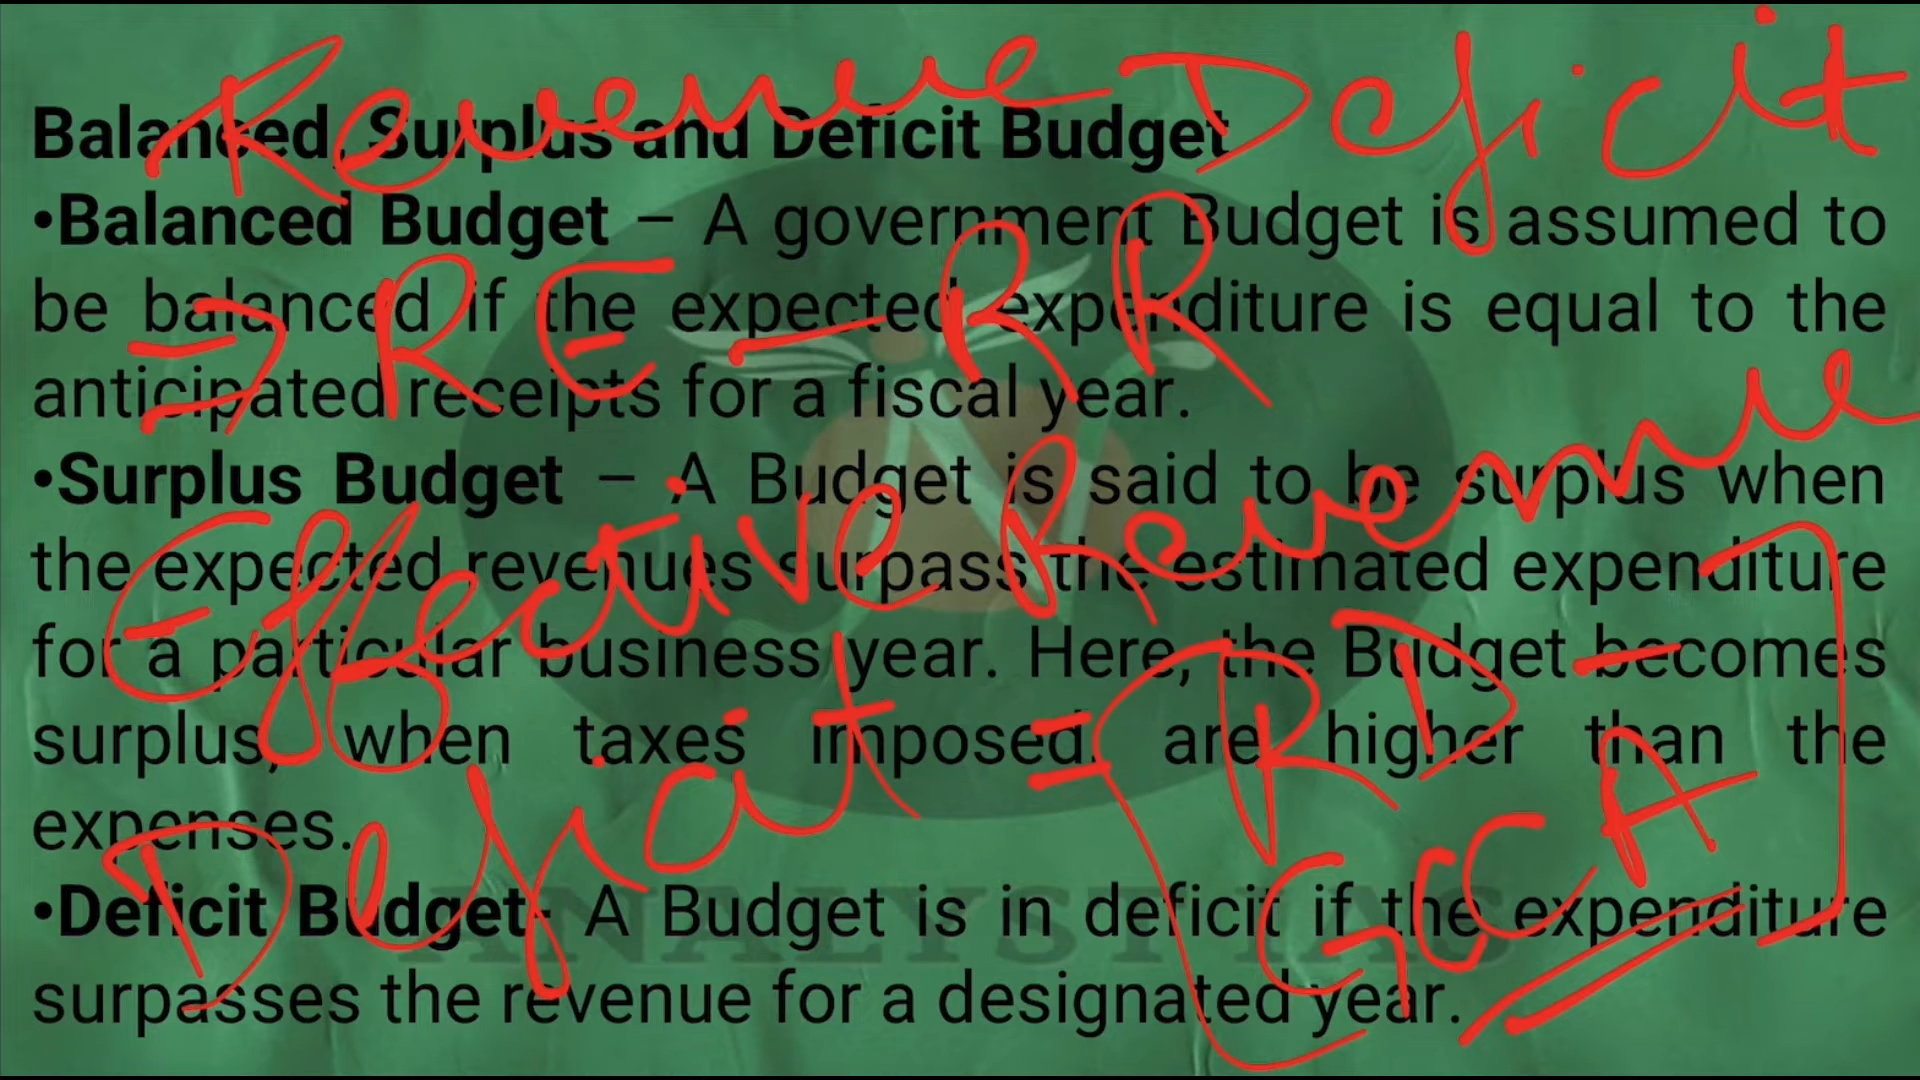 Revenue Deficit
Balanced, Surplus and Deficit Budget
•Balanced Budget – A government Budget is assumed to
⇒ RE – RR
be balanced if the expected expenditure is equal to the
anticipated receipts for a fiscal year.
•Surplus Budget – A Budget is said to be surplus when
Effective Revenue
the expected revenues surpass the estimated expenditure
for a particular business year. Here, the Budget becomes
Deficit = [RD –
surplus, when taxes imposed are higher than the
GCCA]
expenses.
•Deficit Budget- A Budget is in deficit if the expenditure
ANALYST IAS
surpasses the revenue for a designated year.